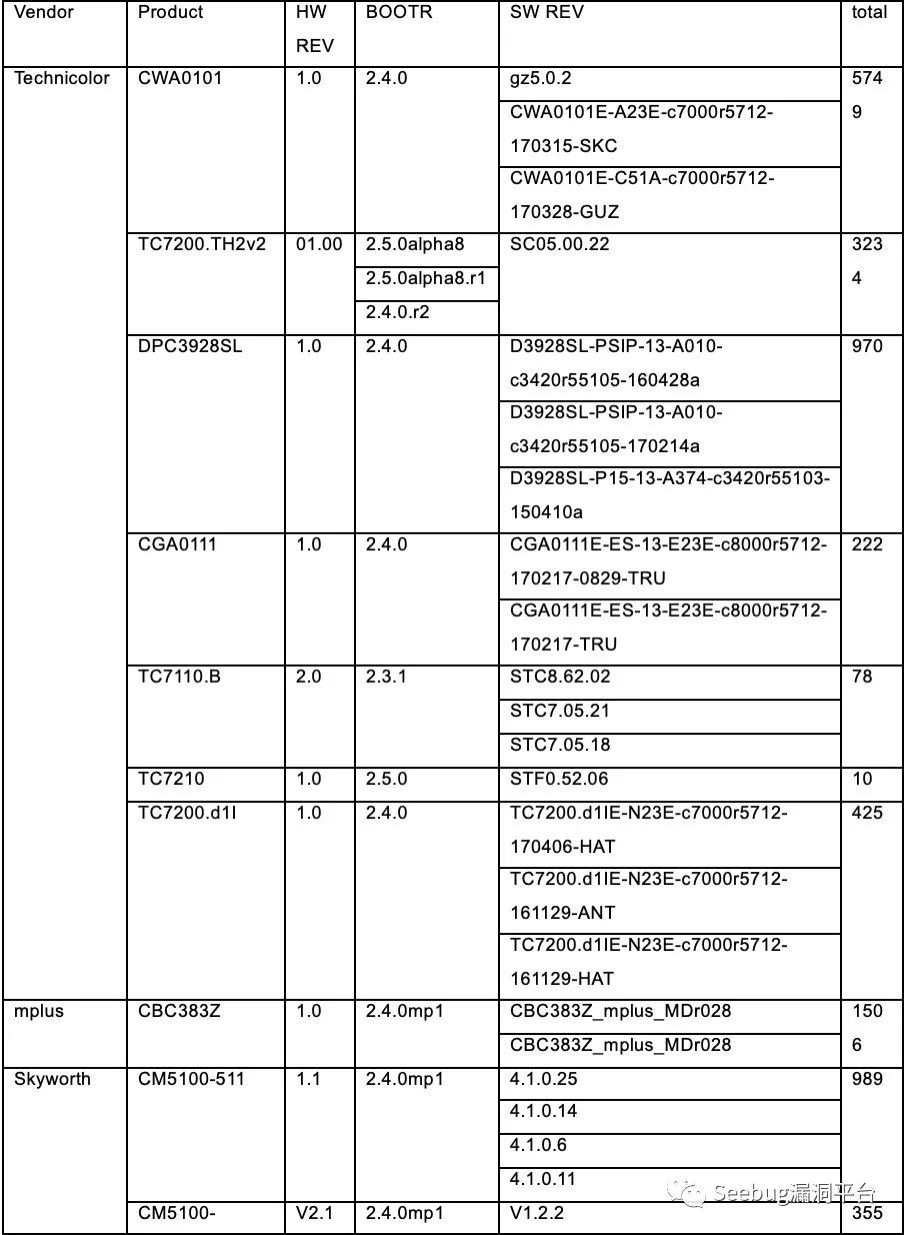 Vendor Product HW BOOTR SW REV total
REV
Technicolor CWA0101 1.0 2.4.0 gz5.0.2 574
CWA0101E-A23E-c7000r5712- 9
170315-SKC
CWA0101E-C51A-c7000r5712-
170328-GUZ
TC7200.TH2v2 01.00 2.5.0alpha8 SC05.00.22 323
2.5.0alpha8.r1 4
2.4.0.r2
DPC3928SL 1.0 2.4.0 D3928SL-PSIP-13-A010- 970
c3420r55105-160428a
D3928SL-PSIP-13-A010-
c3420r55105-170214a
D3928SL-P15-13-A374-c3420r55103-
150410a
CGA0111 1.0 2.4.0 CGA0111E-ES-13-E23E-c8000r5712- 222
170217-0829-TRU
CGA0111E-ES-13-E23E-c8000r5712-
170217-TRU
TC7110.B 2.0 2.3.1 STC8.62.02 78
STC7.05.21
STC7.05.18
TC7210 1.0 2.5.0 STF0.52.06 10
TC7200.d1I 1.0 2.4.0 TC7200.d1IE-N23E-c7000r5712- 425
170406-HAT
TC7200.d1IE-N23E-c7000r5712-
161129-ANT
TC7200.d1IE-N23E-c7000r5712-
161129-HAT
mplus CBC383Z 1.0 2.4.0mp1 CBC383Z_mplus_MDr028 150
CBC383Z_mplus_MDr028 6
Skyworth CM5100-511 1.1 2.4.0mp1 4.1.0.25 989
4.1.0.14
4.1.0.6
4.1.0.11
Seebug漏洞平台
CM5100- V2.1 2.4.0mp1 V1.2.2 355